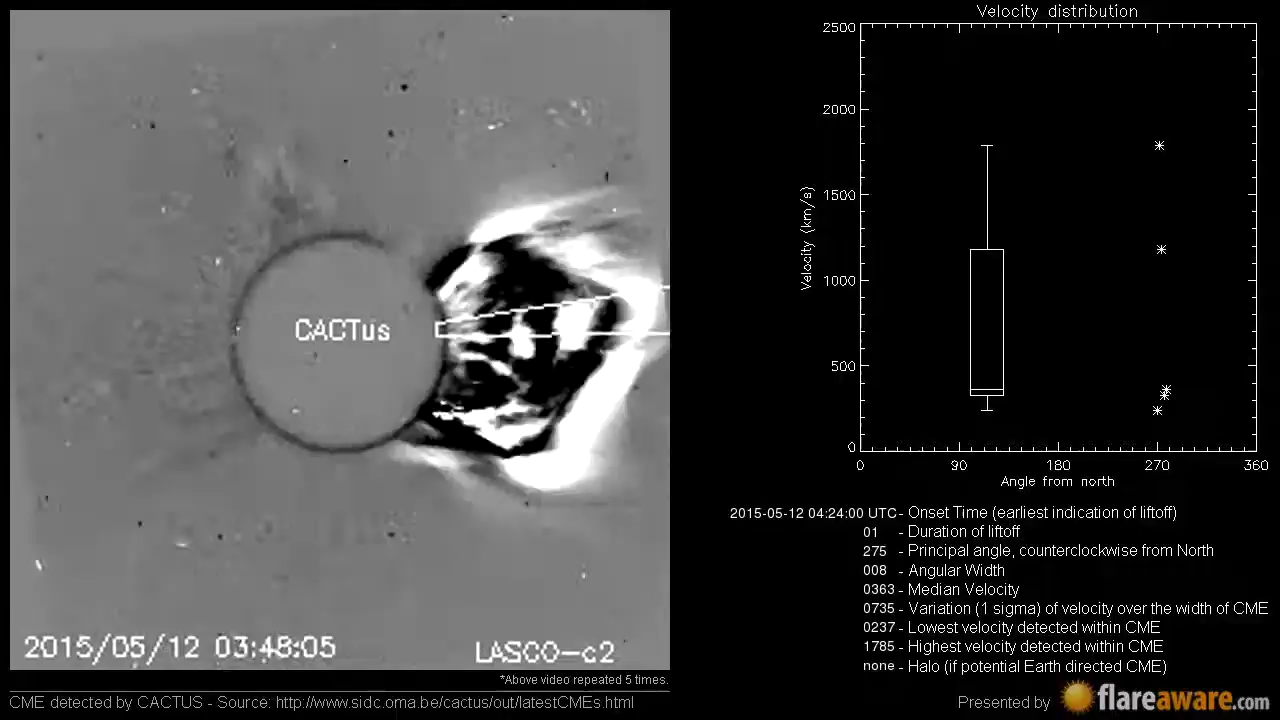 CACTus
2015/05/12 03:48:05
LASCO-c2
*Above video repeated 5 times.
CME detected by CACTUS - Source: http://www.sidc.oma.be/cactus/out/latestCMEs.html
Velocity distribution
2500
2000
1500
1000
500
0
Velocity (km/s)
0 90 180 270 360
Angle from north
2015-05-12 04:24:00 UTC - Onset Time (earliest indication of liftoff)
01 - Duration of liftoff
275 - Principal angle, counterclockwise from North
008 - Angular Width
0363 - Median Velocity
0735 - Variation (1 sigma) of velocity over the width of CME
0237 - Lowest velocity detected within CME
1785 - Highest velocity detected within CME
none - Halo (if potential Earth directed CME)
Presented by flareaware.com